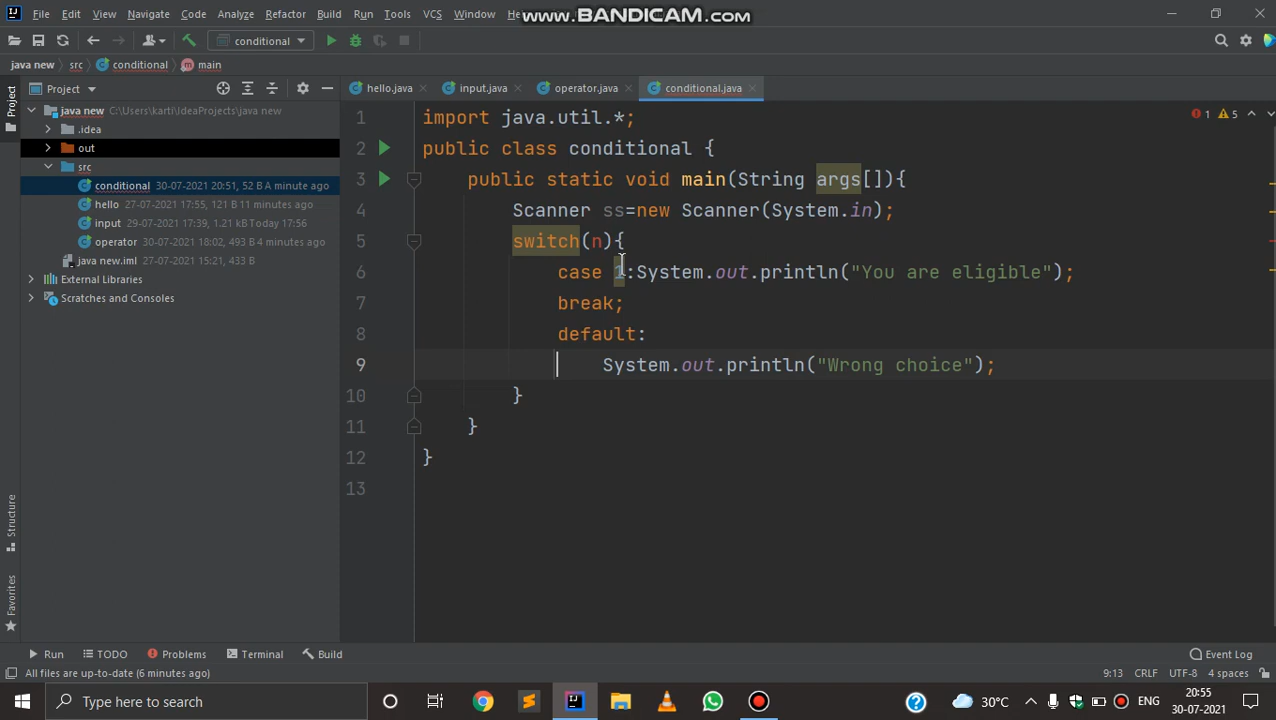 File Edit View Navigate Code Analyze Refactor Build Run Tools VCS Window
www.BANDICAM.com
conditional
java new src conditional main
Project
hello.java input.java operator.java conditional.java
java new C:\Users\karti\IdeaProjects\java new
.idea
out
src
conditional 30-07-2021 20:51, 52 B A minute ago
hello 27-07-2021 17:55, 121 B 11 minutes ago
input 29-07-2021 17:39, 1.21 kB Today 17:56
operator 28-07-2021 18:02, 493 B 4 minutes ago
java new.iml 27-07-2021 15:21, 433 B
External Libraries
Scratches and Consoles
Project
Structure
Favorites
1 5
1 import java.util.*;
2 public class conditional {
3 public static void main(String args[]){
4 Scanner ss=new Scanner(System.in);
5 switch(n){
6 case 1:System.out.println("You are eligible");
7 break;
8 default:
9 System.out.println("Wrong choice");
10 }
11 }
12 }
13
Run TODO Problems Terminal Build Event Log
All files are up-to-date (6 minutes ago) 9:13 CRLF UTF-8 4 spaces
Type here to search 30°C ENG 20:55
30-07-2021